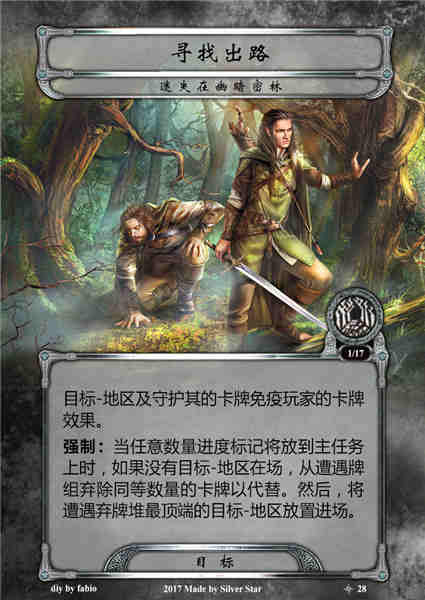 寻找出路
迷失在幽暗密林
1/17
目标-地区及守护其的卡牌免疫玩家的卡牌
效果。
强制：当任意数量进度标记将放到主任务
上时，如果没有目标-地区在场，从遭遇牌
组弃除同等数量的卡牌以代替。然后，将
遭遇弃牌堆最顶端的目标-地区放置进场。
目标
diy by fabio
2017 Made by Silver Star
28